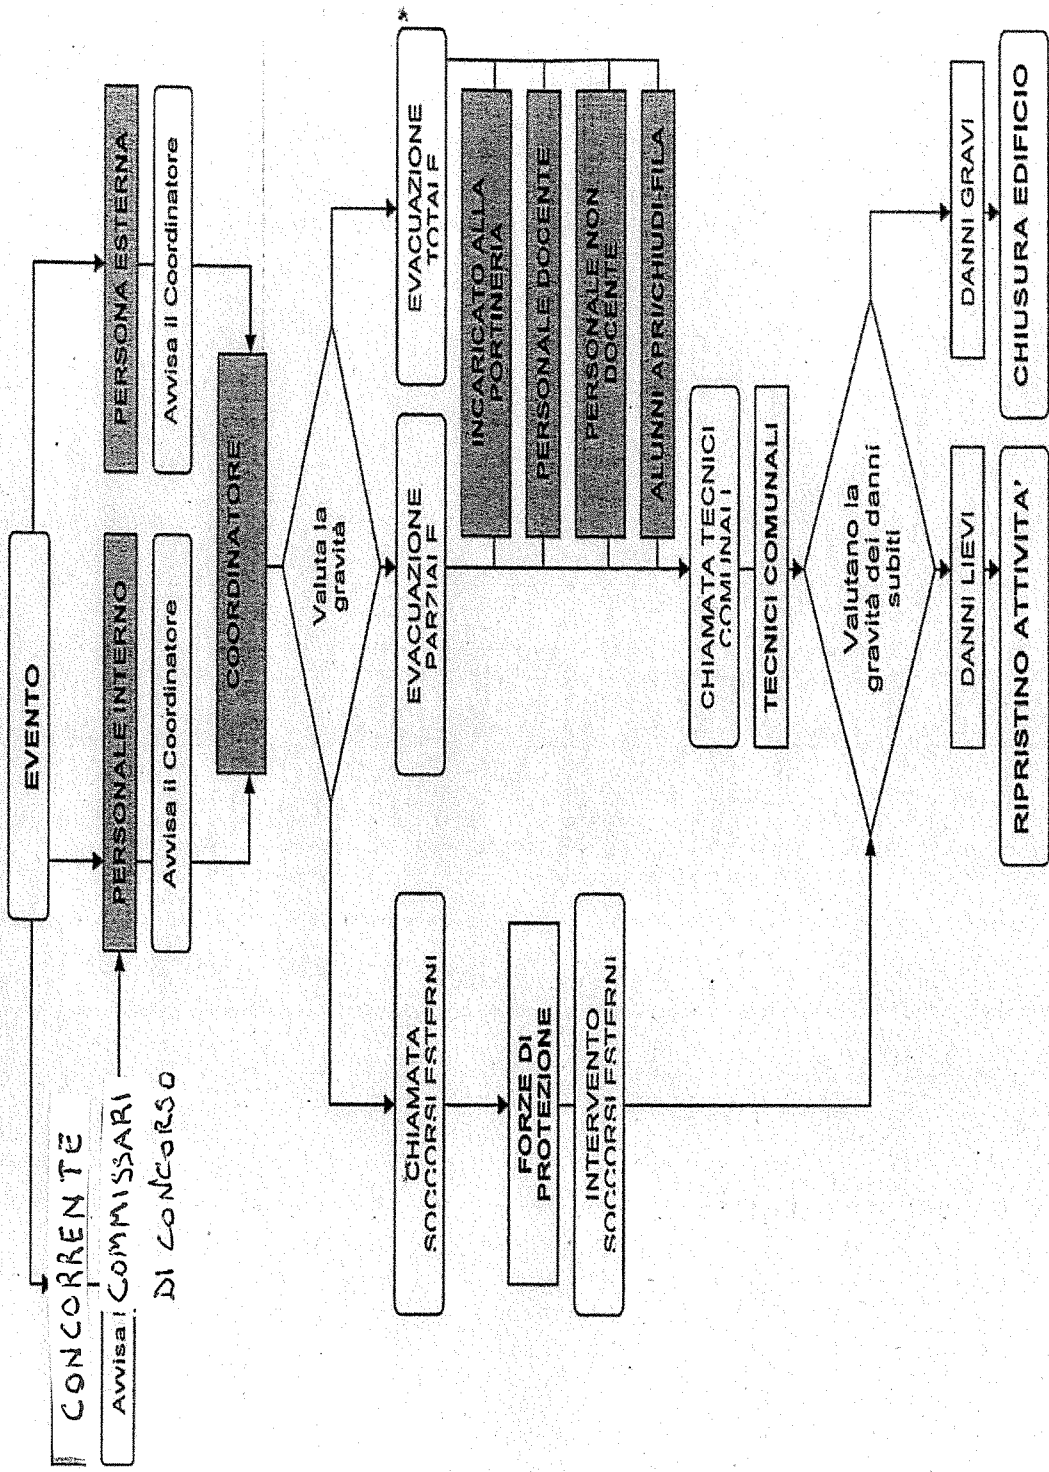 EVENTO
CONCORRENTE
Avvisa i COMMISSARI
DI CONCORSO
PERSONALE INTERNO
Avvisa il Coordinatore
PERSONA ESTERNA
Avvisa il Coordinatore
COORDINATORE
Valuta la
gravità
CHIAMATA
SOCCORSI ESTERNI
FORZE DI
PROTEZIONE
INTERVENTO
SOCCORSI ESTERNI
EVACUAZIONE
PARZIALE
EVACUAZIONE
TOTALE
*
INCARICATO ALLA
PORTINERIA
PERSONALE DOCENTE
PERSONALE NON
DOCENTE
ALUNNI APRI/CHIUDI-FILA
CHIAMATA TECNICI
COMUNALI
TECNICI COMUNALI
Valutano la
gravità dei danni
subiti
DANNI LIEVI
RIPRISTINO ATTIVITA'
DANNI GRAVI
CHIUSURA EDIFICIO